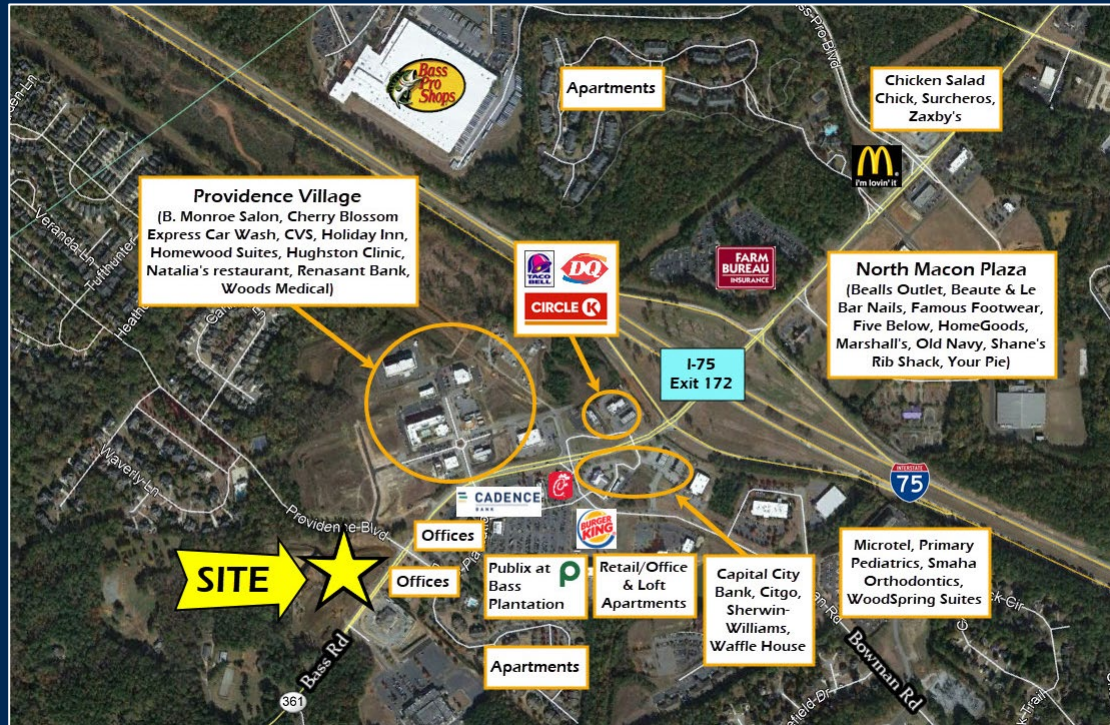 Bass Pro Blvd
Bass
Pro
Shops
Apartments
Chicken Salad
Chick, Surcheros,
Zaxby's
i'm lovin' it
Providence Village
(B. Monroe Salon, Cherry Blossom
Express Car Wash, CVS, Holiday Inn,
Homewood Suites, Hughston Clinic,
Natalia's restaurant, Renasant Bank,
Woods Medical)
Veranda Ln
Tufthunter
TACO
BELL
DQ
CIRCLE K
FARM
BUREAU
INSURANCE
North Macon Plaza
(Bealls Outlet, Beaute & Le
Bar Nails, Famous Footwear,
Five Below, HomeGoods,
Marshall's, Old Navy, Shane's
Rib Shack, Your Pie)
I-75
Exit 172
INTERSTATE
75
Waverly Ln
Providence Blvd
CADENCE
BANK
BURGER
KING
Offices
Offices
SITE
Publix at
Bass
Plantation
Retail/Office
& Loft
Apartments
Capital City
Bank, Citgo,
Sherwin-
Williams,
Waffle House
Microtel, Primary
Pediatrics, Smaha
Orthodontics,
WoodSpring Suites
Apartments
Bass Rd
361
Bowman Rd